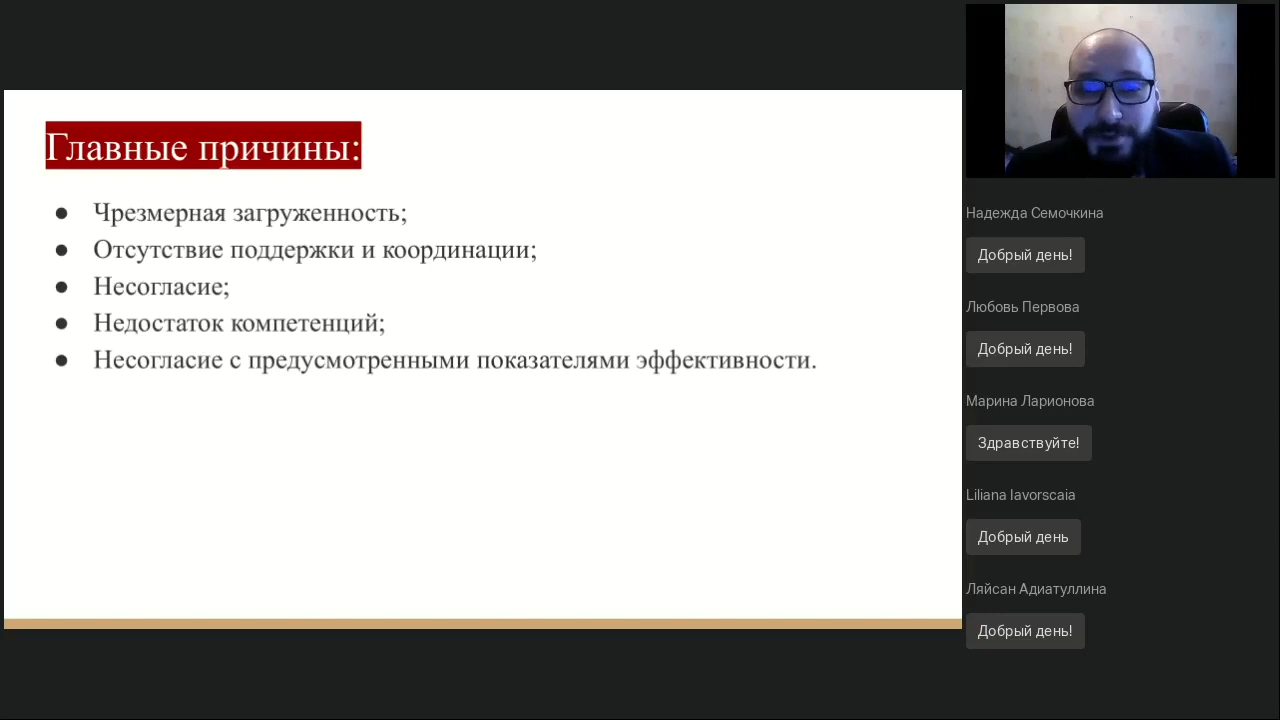 Главные причины:
● Чрезмерная загруженность;
● Отсутствие поддержки и координации;
● Несогласие;
● Недостаток компетенций;
● Несогласие с предусмотренными показателями эффективности.
Надежда Семочкина
Добрый день!
Любовь Первова
Добрый день!
Марина Ларионова
Здравствуйте!
Liliana Iavorscaia
Добрый день
Ляйсан Адиатуллина
Добрый день!